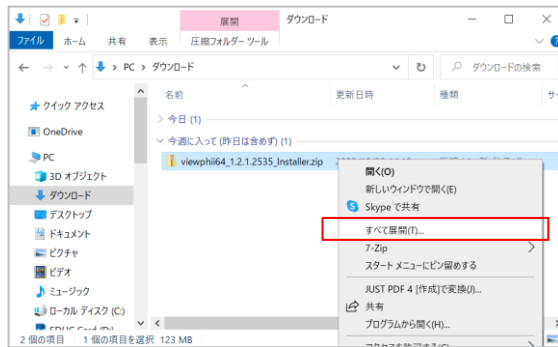 展開
ダウンロード
ファイル
ホーム
共有
表示
圧縮フォルダー ツール
PC
ダウンロード
ダウンロードの検索
名前
更新日時
種類
クイック アクセス
OneDrive
PC
3D オブジェクト
ダウンロード
デスクトップ
ドキュメント
ピクチャ
ビデオ
ミュージック
ローカル ディスク (C:)
今日 (1)
今週に入って (昨日は含めず) (1)
viewphii64_1.2.1.2535_Installer.zip
開く(O)
新しいウィンドウで開く(E)
Skype で共有
すべて展開(T)...
7-Zip
スタート メニューにピン留めする
JUST PDF 4 [作成]で変換(J)...
共有
プログラムから開く(H)...
2 個の項目
1 個の項目を選択 123 MB